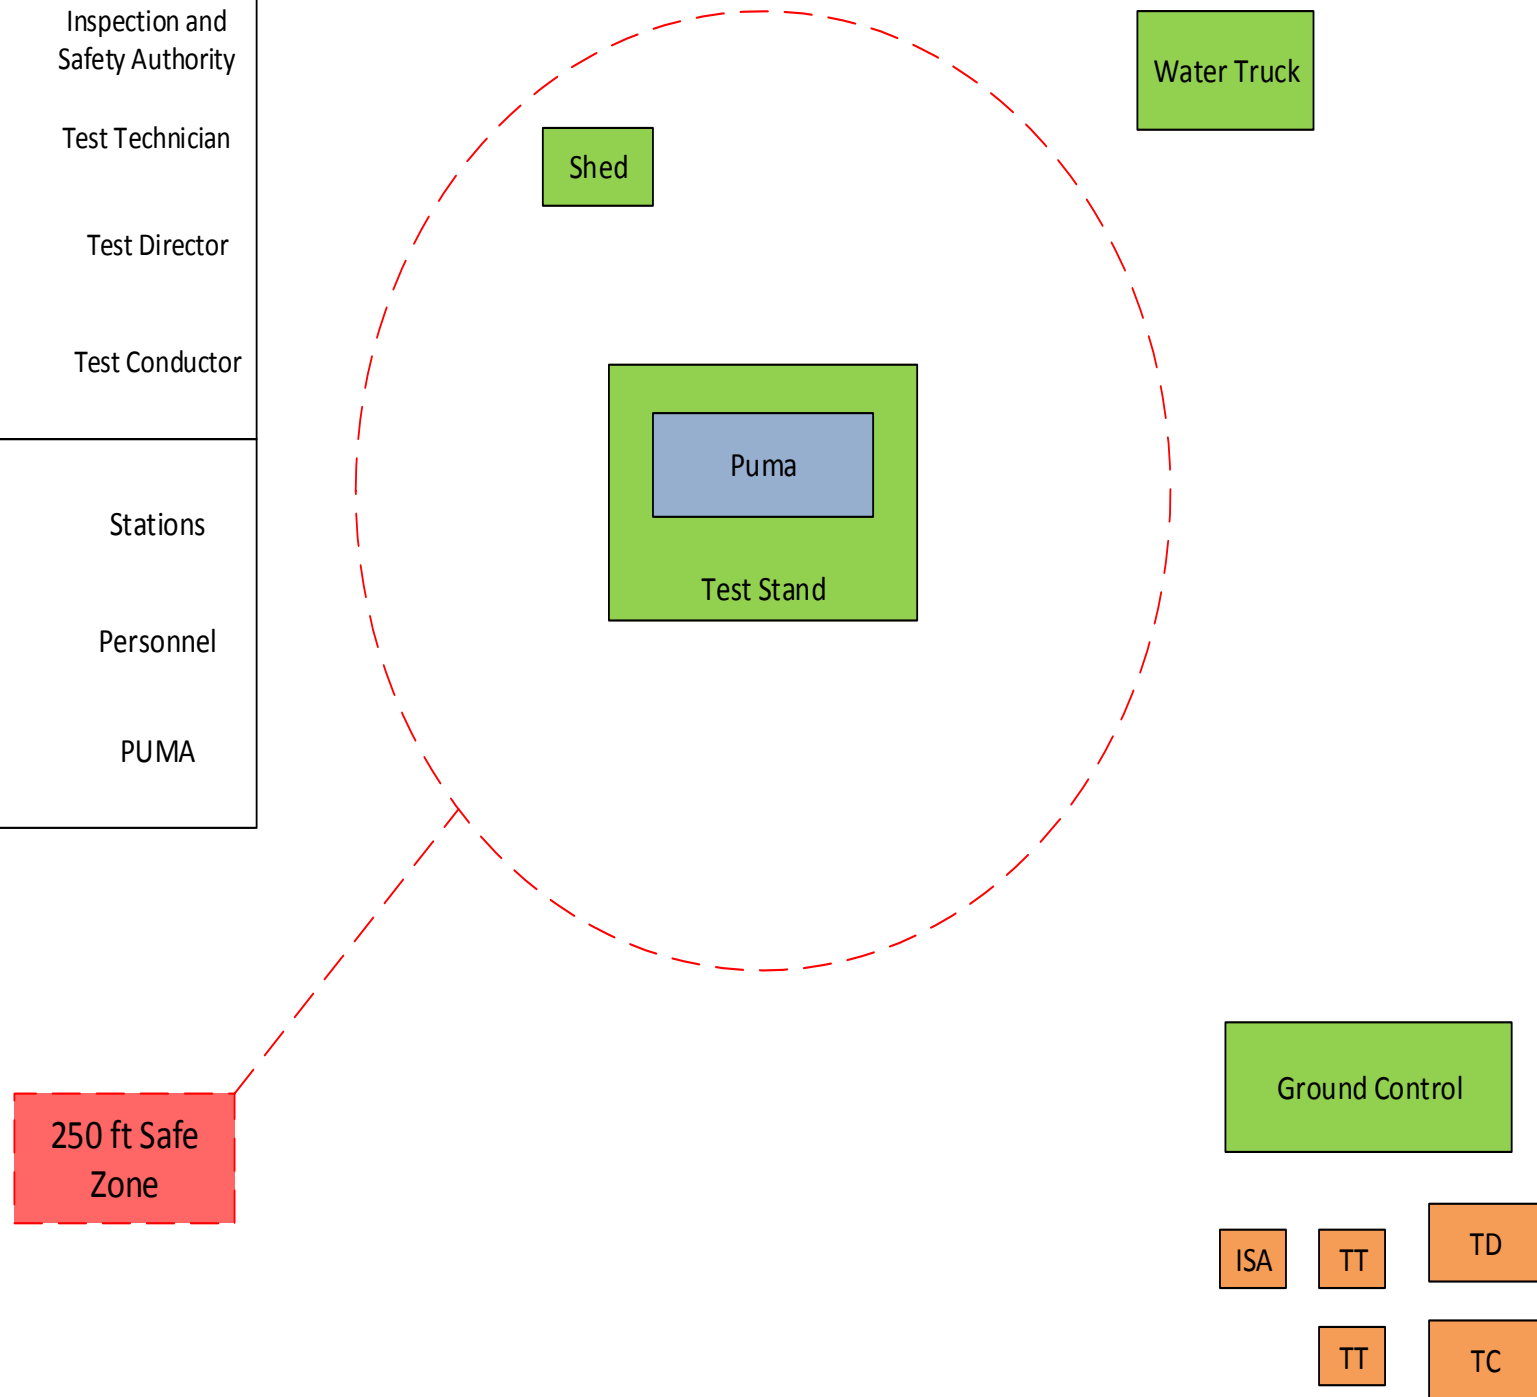 Inspection and
Safety Authority
Test Technician
Test Director
Test Conductor
Stations
Personnel
PUMA
Water Truck
Shed
Puma
Test Stand
250 ft Safe
Zone
Ground Control
ISA
TT
TD
TT
TC